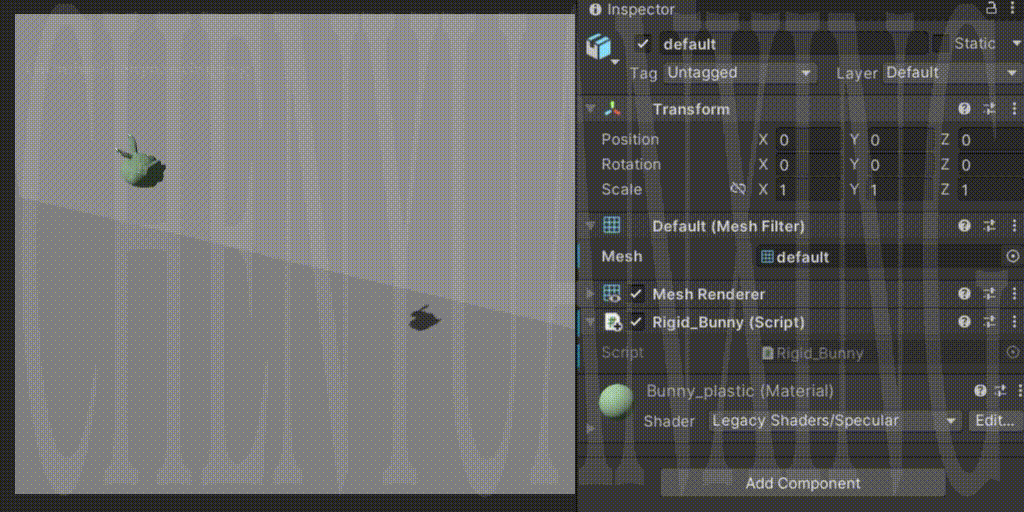 Inspector
default
Static
Tag Untagged
Layer Default
Transform
Position X 0 Y 0 Z 0
Rotation X 0 Y 0 Z 0
Scale X 1 Y 1 Z 1
Default (Mesh Filter)
Mesh default
Mesh Renderer
Rigid_Bunny (Script)
Script Rigid_Bunny
Bunny_plastic (Material)
Shader Legacy Shaders/Specular Edit...
Add Component